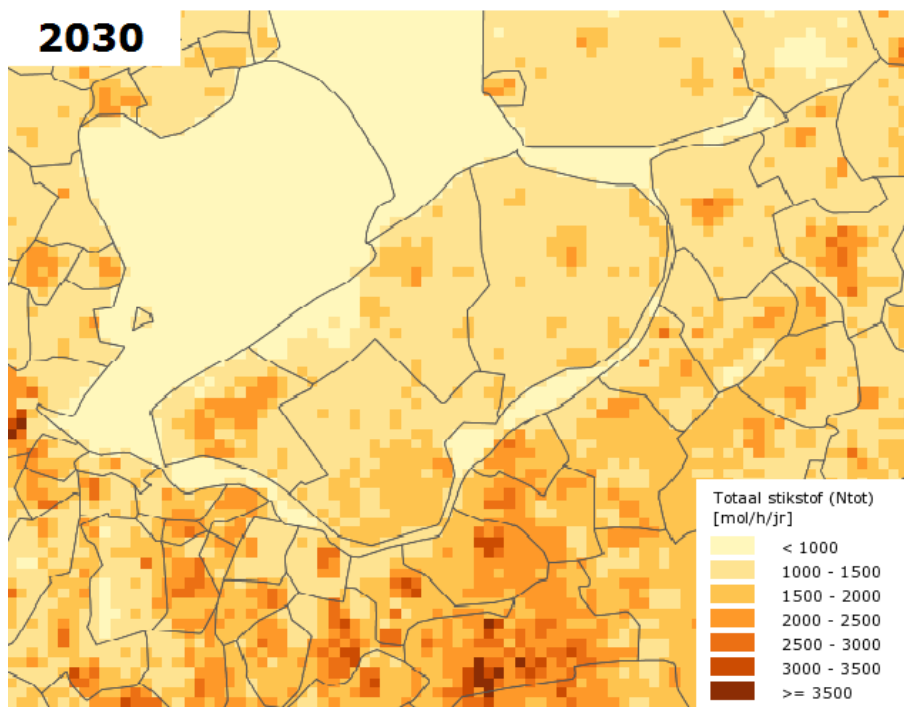 2030
Totaal stikstof (Ntot)
[mol/h/jr]
< 1000
1000 - 1500
1500 - 2000
2000 - 2500
2500 - 3000
3000 - 3500
>= 3500